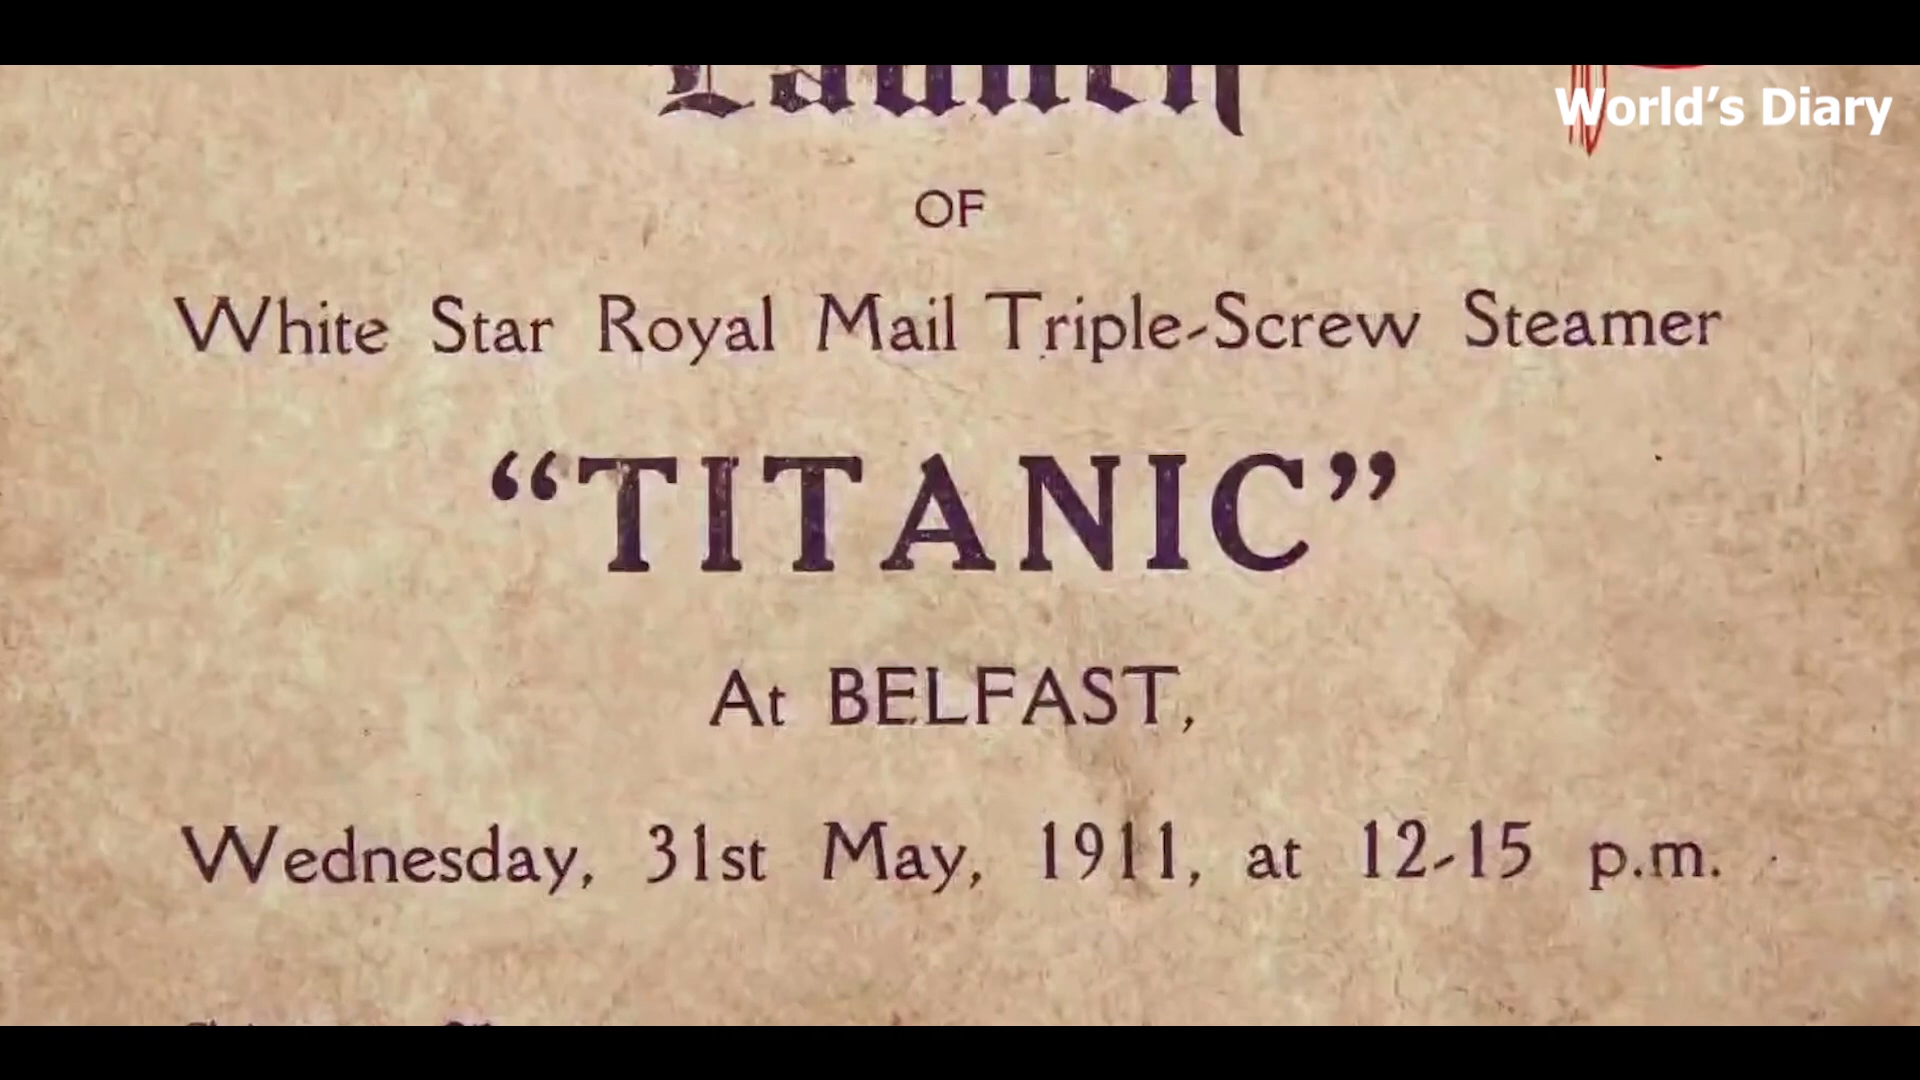 Launch
World's Diary
OF
White Star Royal Mail Triple-Screw Steamer
“TITANIC”
At BELFAST,
Wednesday, 31st May, 1911, at 12-15 p.m.